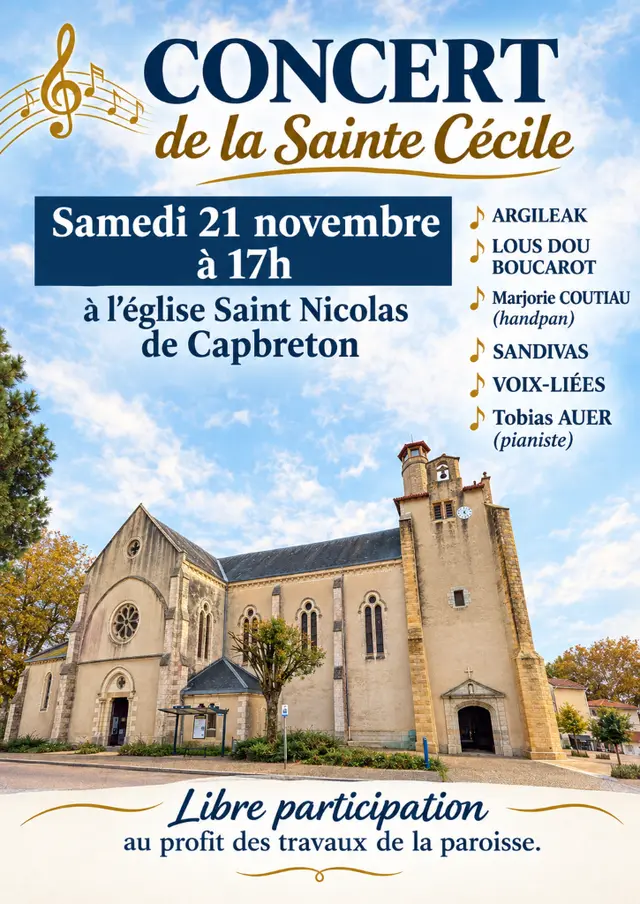 CONCERT
de la Sainte Cécile
Samedi 21 novembre
à 17h
à l'église Saint Nicolas
de Capbreton
ARGILEAK
LOUS DOU
BOUCAROT
Marjorie COUTIAU
(handpan)
SANDIVAS
VOIX-LIÉES
Tobias AUER
(pianiste)
Libre participation
au profit des travaux de la paroisse.